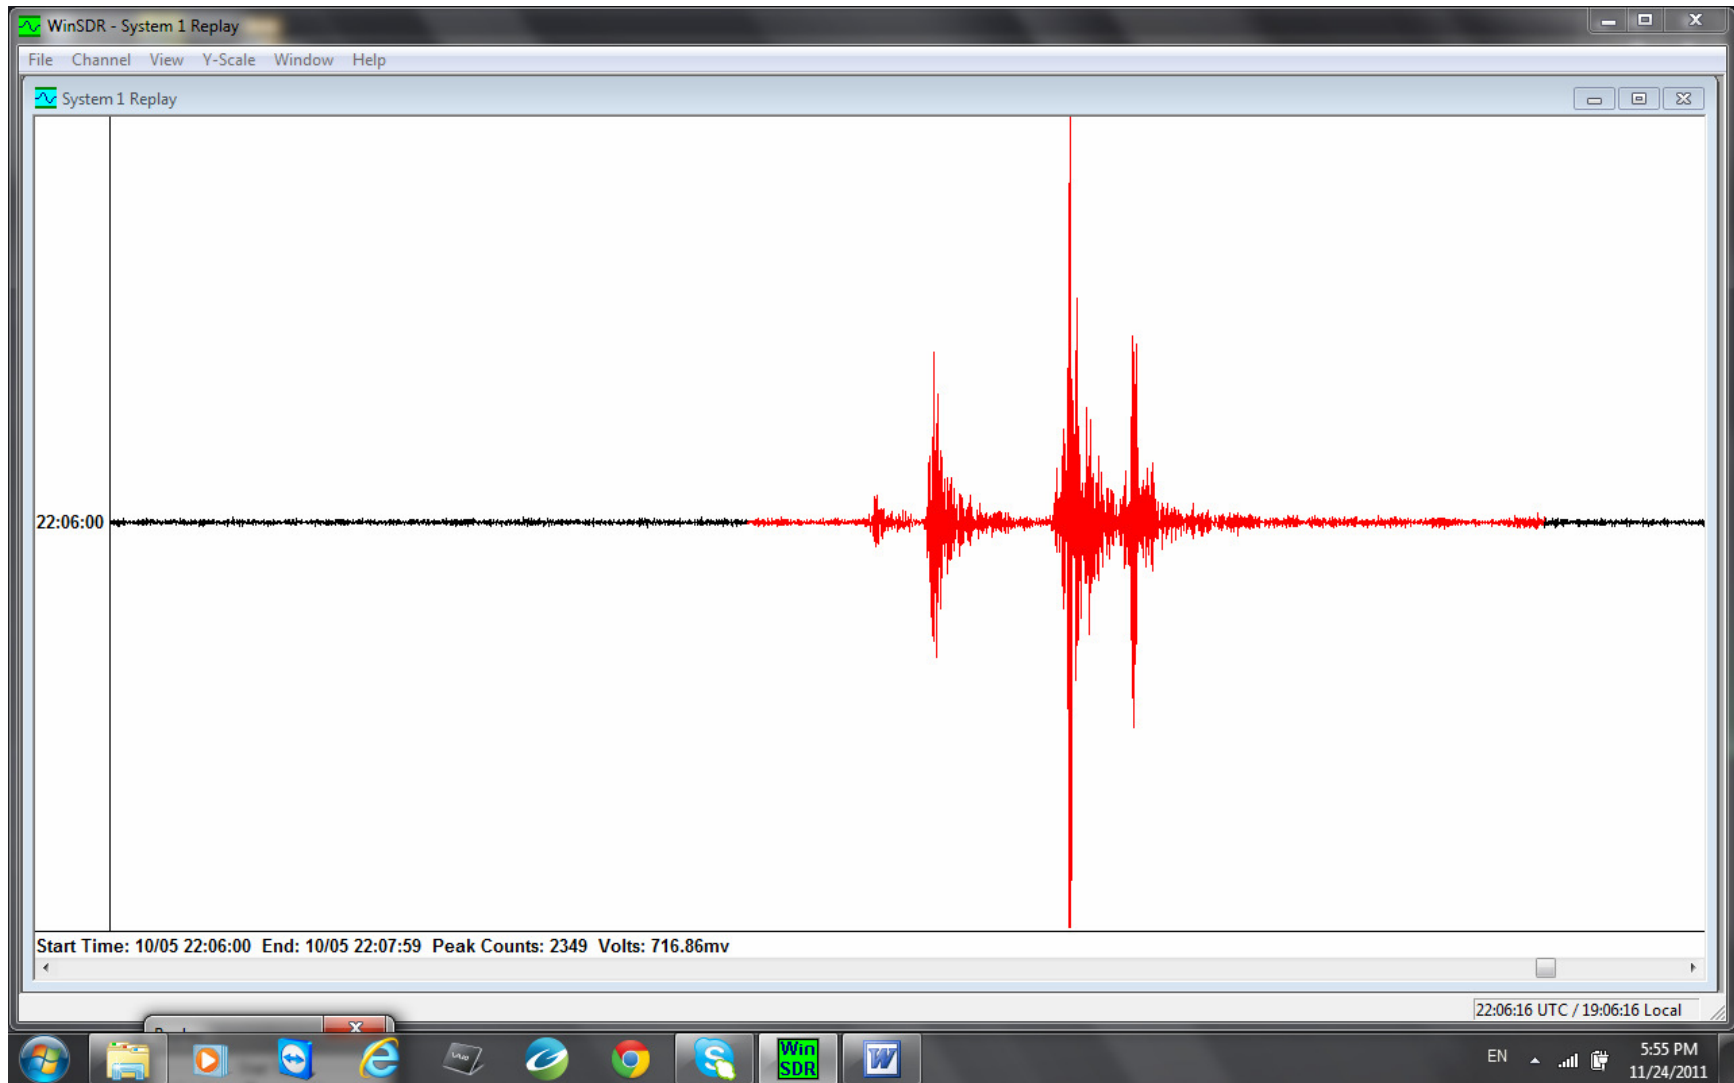 WinSDR - System 1 Replay
File Channel View Y-Scale Window Help
System 1 Replay
22:06:00
Start Time: 10/05 22:06:00 End: 10/05 22:07:59 Peak Counts: 2349 Volts: 716.86mv
22:06:16 UTC / 19:06:16 Local
Win
SDR
W
EN
5:55 PM
11/24/2011